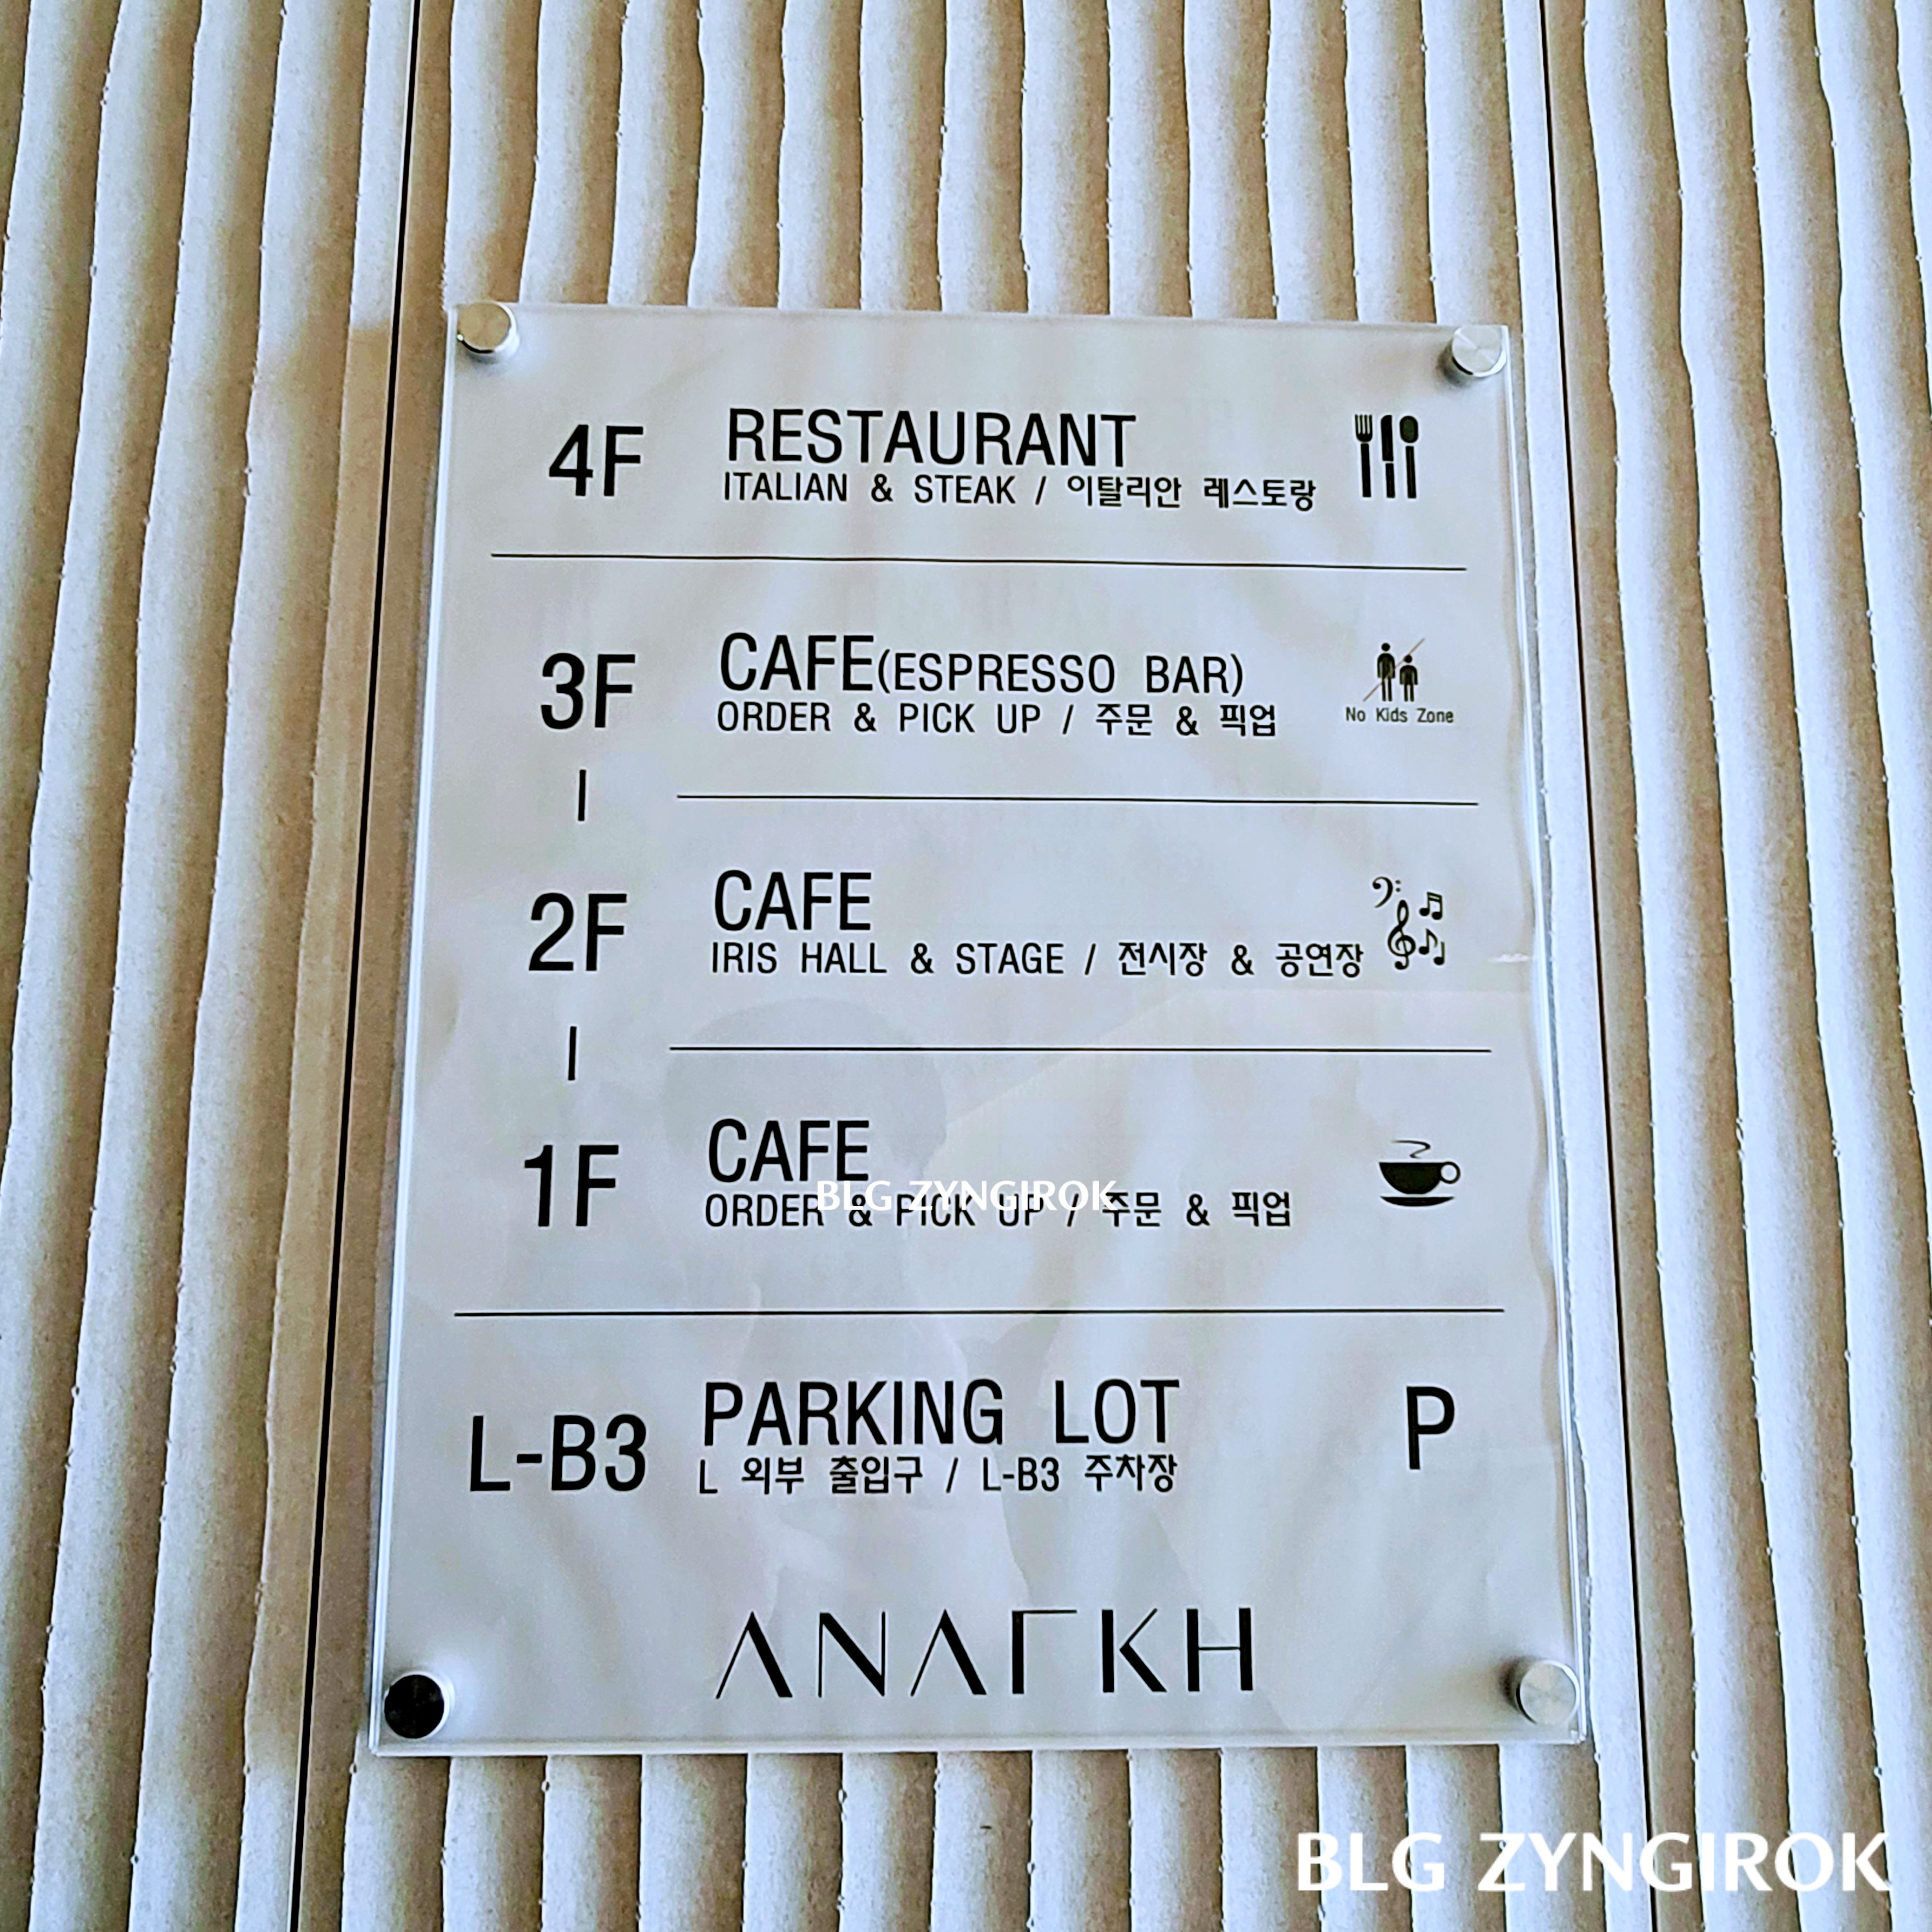 4F RESTAURANT
ITALIAN & STEAK / 이탈리안 레스토랑
3F CAFE(ESPRESSO BAR)
ORDER & PICK UP / 주문 & 픽업
No Kids Zone
2F CAFE
IRIS HALL & STAGE / 전시장 & 공연장
1F CAFE
BLG ZYNGIROK
ORDER & PICK UP / 주문 & 픽업
L-B3 PARKING LOT P
L 외부 출입구 / L-B3 주차장
ΑΝΑΓΚΗ
BLG ZYNGIROK